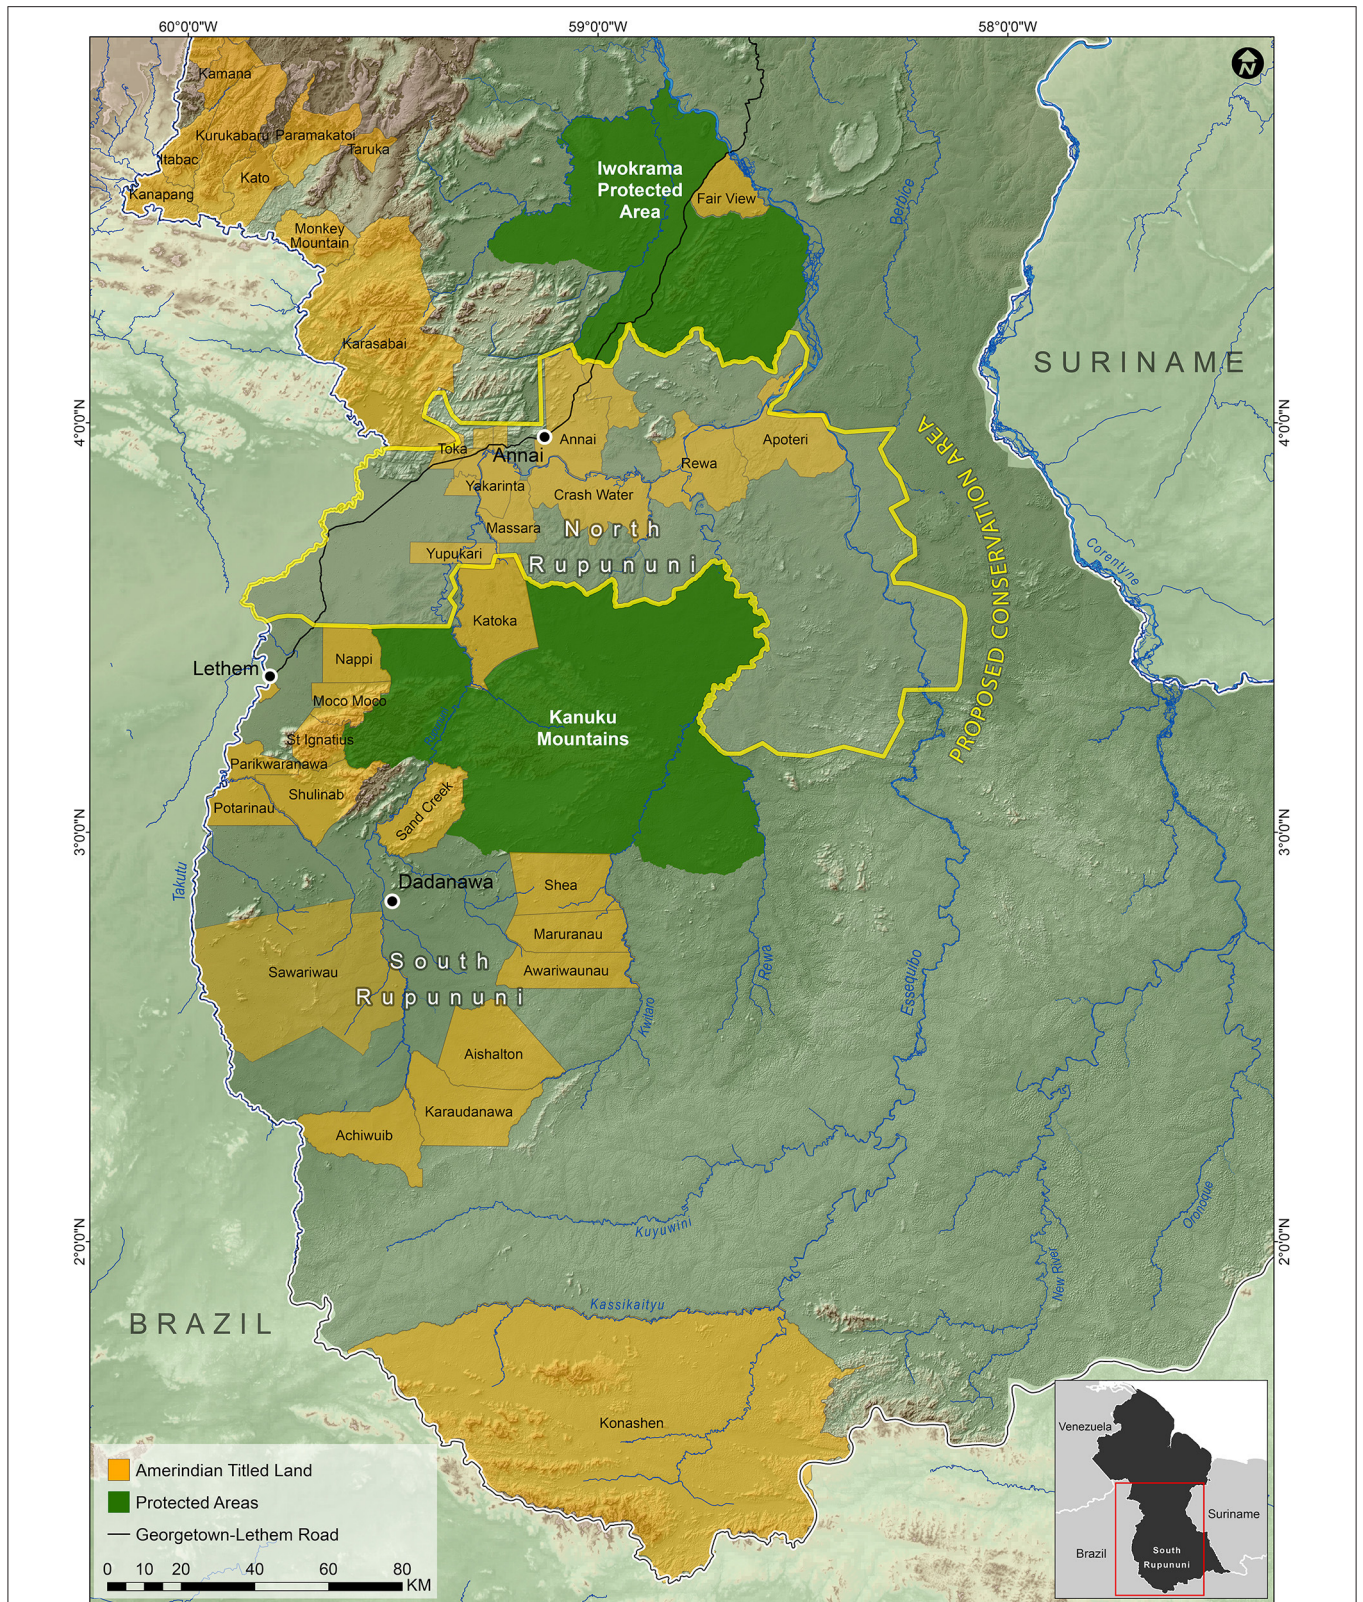 60°0'0"W
59°0'0"W
58°0'0"W
N
Kamana
Kurukabaru
Paramakatoi
Taruka
Itabac
Kato
Kanapang
Monkey
Mountain
Karasabai
Iwokrama
Protected
Area
Fair View
Berbice
SURINAME
4°0'0"N
4°0'0"N
Toka
Annai
Annai
Apoteri
Rewa
Yakarinta
Crash Water
Massara
Yupukari
North
Rupununi
PROPOSED CONSERVATION AREA
Corentyne
Katoka
Lethem
Nappi
Moco Moco
St Ignatius
Parikwaranawa
Shulinab
Potarinau
Sand Creek
Kanuku
Mountains
3°0'0"N
3°0'0"N
Takutu
Dadanawa
Shea
Maruranau
Awariwaunau
Sawariwau
South
Rupununi
Rewa
Essequibo
Kwitaro
Aishalton
Karaudanawa
Achiwuib
Kuyuwini
Oronoque
New River
2°0'0"N
2°0'0"N
Kassikaityu
BRAZIL
Konashen
Amerindian Titled Land
Protected Areas
Georgetown-Lethem Road
0 10 20 40 60 80
KM
Venezuela
Suriname
Brazil
South
Rupununi